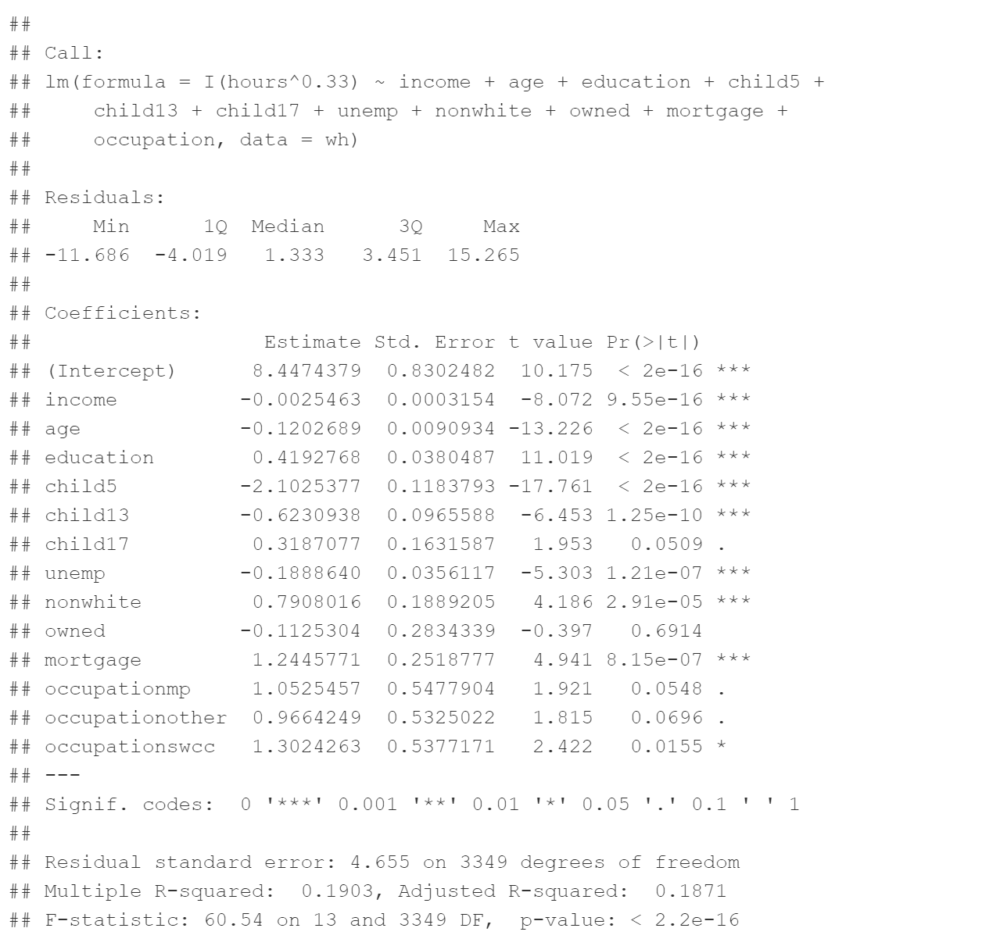 ##
## Call:
## lm(formula = I(hours^0.33) ~ income + age + education + child5 +
##     child13 + child17 + unemp + nonwhite + owned + mortgage +
##     occupation, data = wh)
##
## Residuals:
##     Min      1Q  Median      3Q     Max
## -11.686  -4.019   1.333   3.451  15.265
##
## Coefficients:
##                   Estimate Std. Error t value Pr(>|t|)
## (Intercept)      8.4474379  0.8302482  10.175  < 2e-16 ***
## income          -0.0025463  0.0003154  -8.072 9.55e-16 ***
## age             -0.1202689  0.0090934 -13.226  < 2e-16 ***
## education        0.4192768  0.0380487  11.019  < 2e-16 ***
## child5          -2.1025377  0.1183793 -17.761  < 2e-16 ***
## child13         -0.6230938  0.0965588  -6.453 1.25e-10 ***
## child17          0.3187077  0.1631587   1.953   0.0509 .
## unemp           -0.1888640  0.0356117  -5.303 1.21e-07 ***
## nonwhite         0.7908016  0.1889205   4.186 2.91e-05 ***
## owned           -0.1125304  0.2834339  -0.397   0.6914
## mortgage         1.2445771  0.2518777   4.941 8.15e-07 ***
## occupationmp     1.0525457  0.5477904   1.921   0.0548 .
## occupationother  0.9664249  0.5325022   1.815   0.0696 .
## occupationswcc   1.3024263  0.5377171   2.422   0.0155 *
## ---
## Signif. codes:  0 '***' 0.001 '**' 0.01 '*' 0.05 '.' 0.1 ' ' 1
##
## Residual standard error: 4.655 on 3349 degrees of freedom
## Multiple R-squared:  0.1903, Adjusted R-squared:  0.1871
## F-statistic: 60.54 on 13 and 3349 DF,  p-value: < 2.2e-16